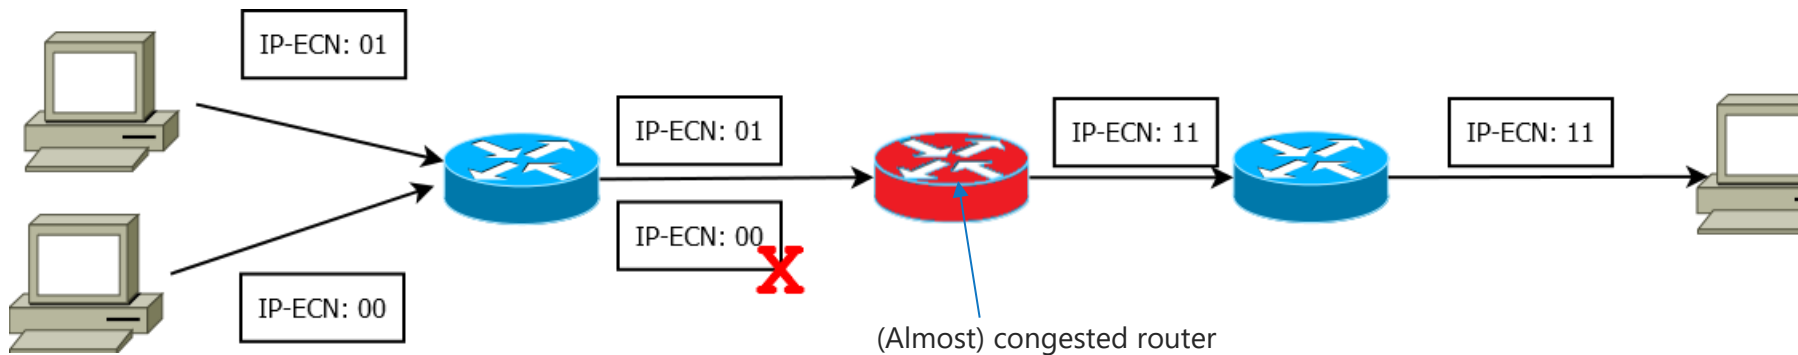 IP-ECN: 01
IP-ECN: 00
IP-ECN: 01
IP-ECN: 00
X
IP-ECN: 11
IP-ECN: 11
(Almost) congested router